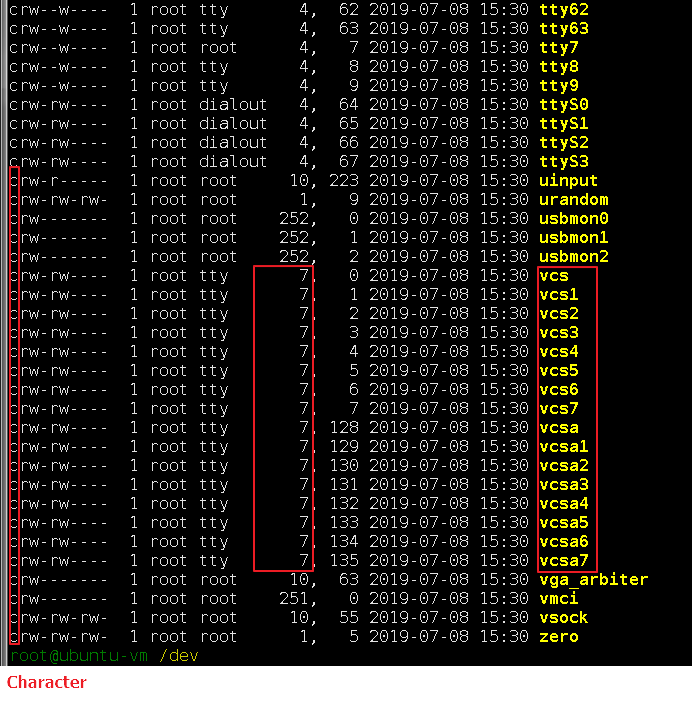 crw--w---- 1 root tty 4, 62 2019-07-08 15:30 tty62
crw--w---- 1 root tty 4, 63 2019-07-08 15:30 tty63
crw--w---- 1 root root 4, 7 2019-07-08 15:30 tty7
crw--w---- 1 root tty 4, 8 2019-07-08 15:30 tty8
crw--w---- 1 root tty 4, 9 2019-07-08 15:30 tty9
crw-rw---- 1 root dialout 4, 64 2019-07-08 15:30 ttyS0
crw-rw---- 1 root dialout 4, 65 2019-07-08 15:30 ttyS1
crw-rw---- 1 root dialout 4, 66 2019-07-08 15:30 ttyS2
crw-rw---- 1 root dialout 4, 67 2019-07-08 15:30 ttyS3
crw-r----- 1 root root 10, 223 2019-07-08 15:30 uinput
crw-rw-rw- 1 root root 1, 9 2019-07-08 15:30 urandom
crw------- 1 root root 252, 0 2019-07-08 15:30 usbmon0
crw------- 1 root root 252, 1 2019-07-08 15:30 usbmon1
crw------- 1 root root 252, 2 2019-07-08 15:30 usbmon2
crw-rw---- 1 root tty 7, 0 2019-07-08 15:30 vcs
crw-rw---- 1 root tty 7, 1 2019-07-08 15:30 vcs1
crw-rw---- 1 root tty 7, 2 2019-07-08 15:30 vcs2
crw-rw---- 1 root tty 7, 3 2019-07-08 15:30 vcs3
crw-rw---- 1 root tty 7, 4 2019-07-08 15:30 vcs4
crw-rw---- 1 root tty 7, 5 2019-07-08 15:30 vcs5
crw-rw---- 1 root tty 7, 6 2019-07-08 15:30 vcs6
crw-rw---- 1 root tty 7, 7 2019-07-08 15:30 vcs7
crw-rw---- 1 root tty 7, 128 2019-07-08 15:30 vcsa
crw-rw---- 1 root tty 7, 129 2019-07-08 15:30 vcsa1
crw-rw---- 1 root tty 7, 130 2019-07-08 15:30 vcsa2
crw-rw---- 1 root tty 7, 131 2019-07-08 15:30 vcsa3
crw-rw---- 1 root tty 7, 132 2019-07-08 15:30 vcsa4
crw-rw---- 1 root tty 7, 133 2019-07-08 15:30 vcsa5
crw-rw---- 1 root tty 7, 134 2019-07-08 15:30 vcsa6
crw-rw---- 1 root tty 7, 135 2019-07-08 15:30 vcsa7
crw------- 1 root root 10, 63 2019-07-08 15:30 vga_arbiter
crw------- 1 root root 251, 0 2019-07-08 15:30 vmci
crw-rw-rw- 1 root root 10, 55 2019-07-08 15:30 vsock
crw-rw-rw- 1 root root 1, 5 2019-07-08 15:30 zero
root@ubuntu-vm /dev
Character